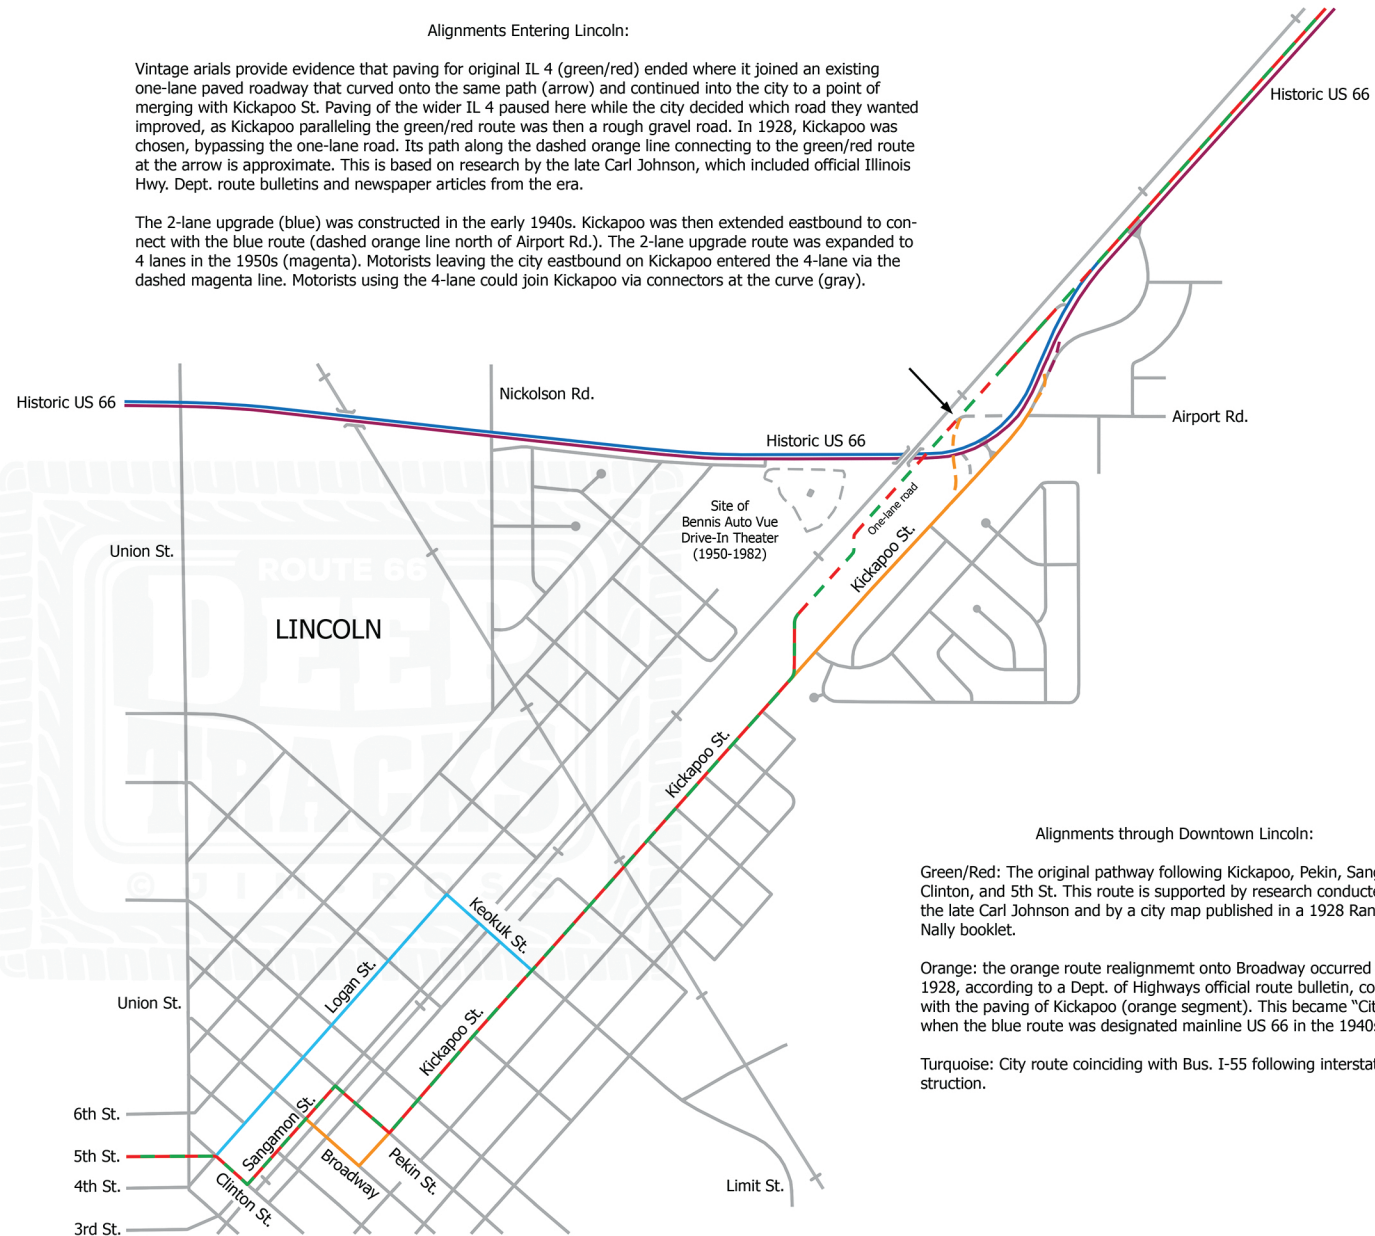 Alignments Entering Lincoln:
Vintage arials provide evidence that paving for original IL 4 (green/red) ended where it joined an existing
one-lane paved roadway that curved onto the same path (arrow) and continued into the city to a point of
merging with Kickapoo St. Paving of the wider IL 4 paused here while the city decided which road they wanted
improved, as Kickapoo paralleling the green/red route was then a rough gravel road. In 1928, Kickapoo was
chosen, bypassing the one-lane road. Its path along the dashed orange line connecting to the green/red route
at the arrow is approximate. This is based on research by the late Carl Johnson, which included official Illinois
Hwy. Dept. route bulletins and newspaper articles from the era.
The 2-lane upgrade (blue) was constructed in the early 1940s. Kickapoo was then extended eastbound to con-
nect with the blue route (dashed orange line north of Airport Rd.). The 2-lane upgrade route was expanded to
4 lanes in the 1950s (magenta). Motorists leaving the city eastbound on Kickapoo entered the 4-lane via the
dashed magenta line. Motorists using the 4-lane could join Kickapoo via connectors at the curve (gray).
Historic US 66
Historic US 66
Nickolson Rd.
Airport Rd.
Historic US 66
One-lane road
Site of
Bennis Auto Vue
Drive-In Theater
(1950-1982)
Kickapoo St.
Union St.
ROUTE 66
DEEP
TRACKS
© JIM ROSS
LINCOLN
Kickapoo St.
Alignments through Downtown Lincoln:
Green/Red: The original pathway following Kickapoo, Pekin,
Clinton, and 5th St. This route is supported by research
the late Carl Johnson and by a city map published in a 1928
Nally booklet.
Orange: the orange route realignmemt onto Broadway occurred
1928, according to a Dept. of Highways official route bulletin,
with the paving of Kickapoo (orange segment). This became
when the blue route was designated mainline US 66 in the
Turquoise: City route coinciding with Bus. I-55 following
struction.
Keokuk St.
Logan St.
Union St.
Kickapoo St.
6th St.
Sangamon St.
5th St.
Broadway
Pekin St.
4th St.
Clinton St.
Limit St.
3rd St.